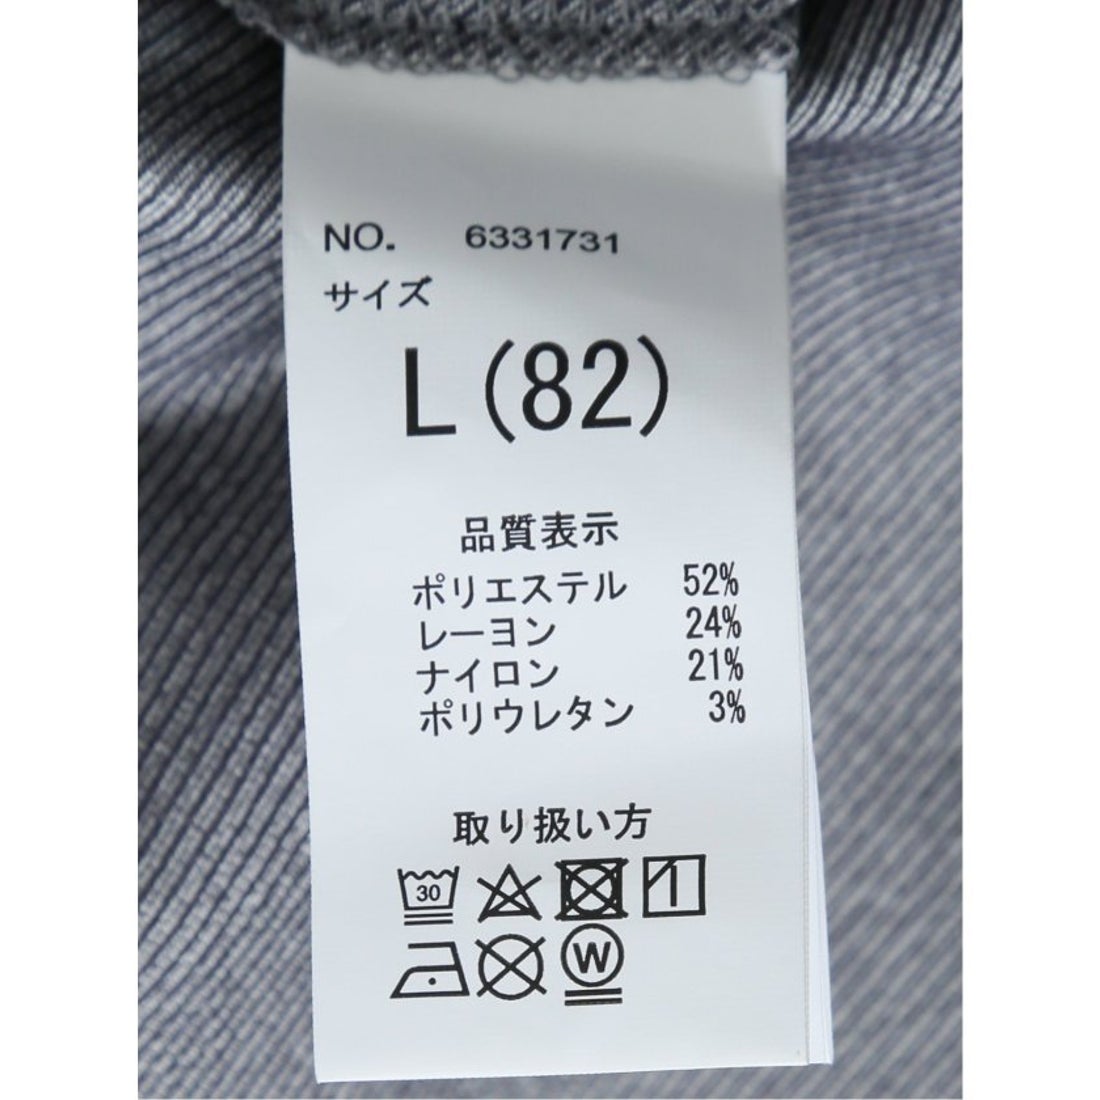 NO. 6331731
サイズ
L(82)
品質表示
ポリエステル 52%
レーヨン 24%
ナイロン 21%
ポリウレタン 3%
取り扱い方
30
W